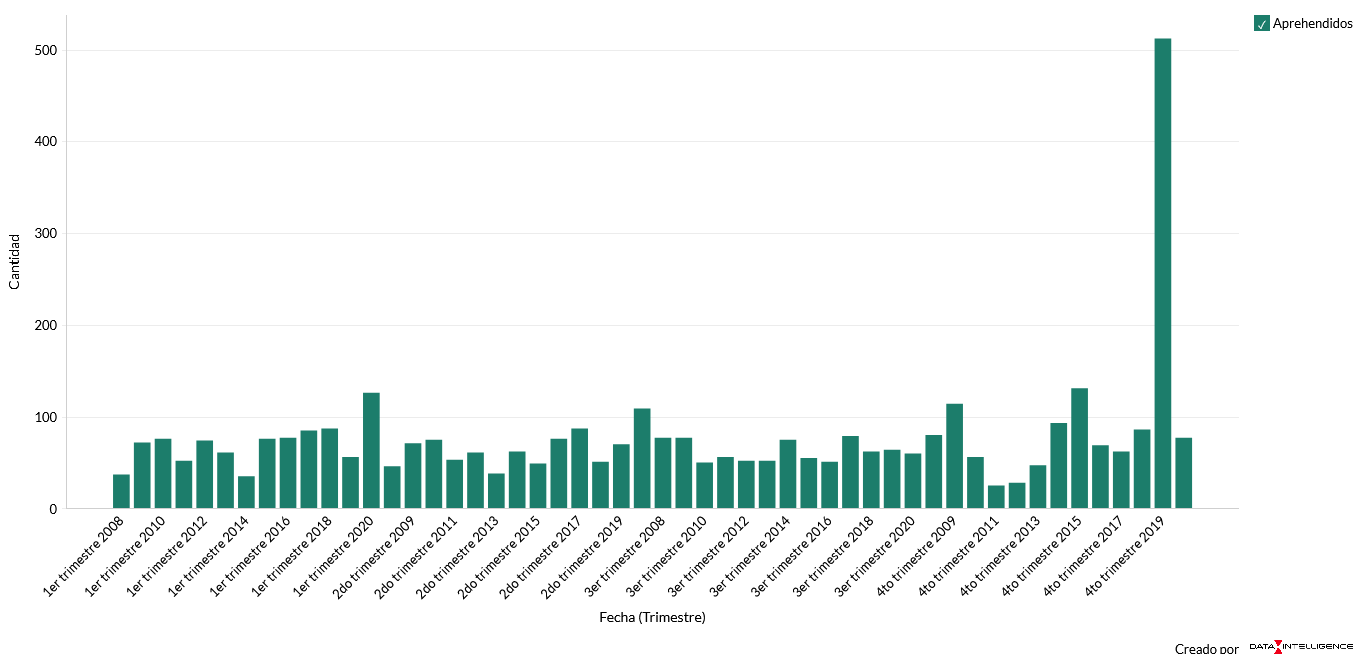 ✓ Aprehendidos
500
400
300
200
100
0
Cantidad
1er trimestre 2008
1er trimestre 2010
1er trimestre 2012
1er trimestre 2014
1er trimestre 2016
1er trimestre 2018
1er trimestre 2020
2do trimestre 2009
2do trimestre 2011
2do trimestre 2013
2do trimestre 2015
2do trimestre 2017
2do trimestre 2019
3er trimestre 2008
3er trimestre 2010
3er trimestre 2012
3er trimestre 2014
3er trimestre 2016
3er trimestre 2018
3er trimestre 2020
4to trimestre 2009
4to trimestre 2011
4to trimestre 2013
4to trimestre 2015
4to trimestre 2017
4to trimestre 2019
Fecha (Trimestre)
Creado por DATA INTELLIGENCE